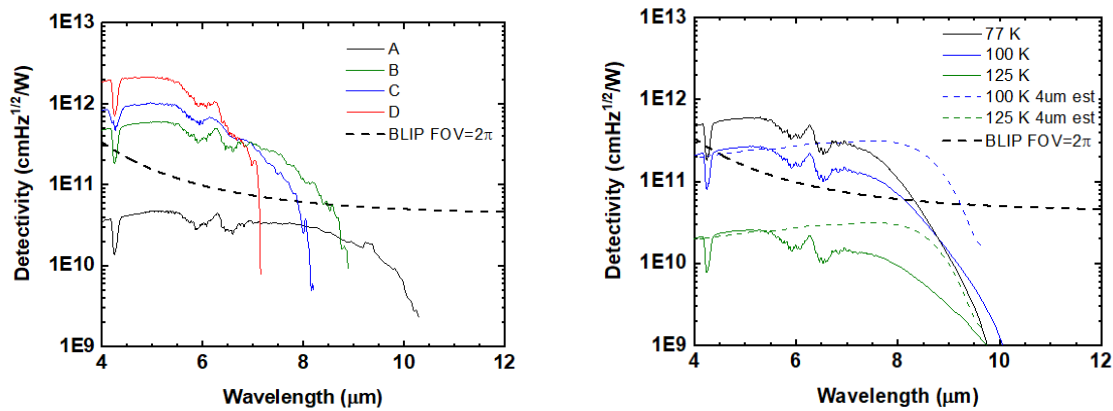 1E13
1E12
1E11
1E10
1E9
Detectivity (cmHz1/2/W)
A
B
C
D
BLIP FOV=2π
4
6
8
10
12
Wavelength (μm)
1E13
1E12
1E11
1E10
1E9
Detectivity (cmHz1/2/W)
77 K
100 K
125 K
100 K 4um est
125 K 4um est
BLIP FOV=2π
4
6
8
10
12
Wavelength (μm)